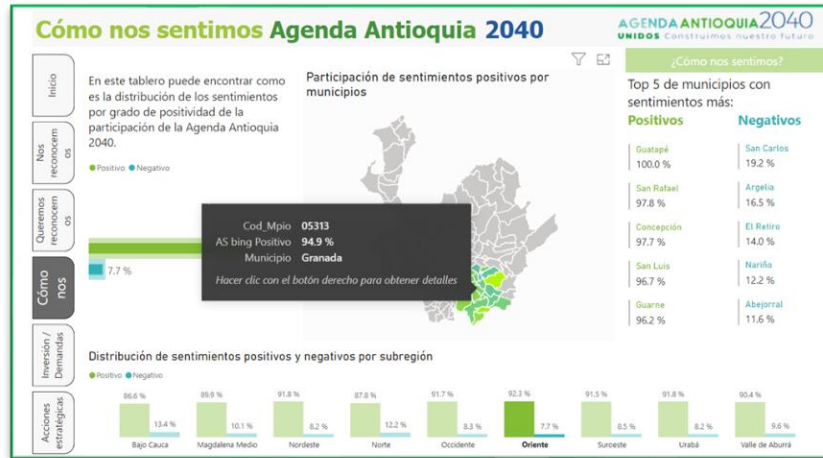 Cómo nos sentimos Agenda Antioquia 2040
AGENDA ANTIOQUIA 2040
UNIDOS Construimos nuestro futuro
Inicio
Nos
reconocem
os
Queremos
reconocem
os
Cómo
nos
Inversión /
Demandas
Acciones
estratégicas
En este tablero puede encontrar como
es la distribución de los sentimientos
por grado de positividad de la
participación de la Agenda Antioquia
2040.
Positivo Negativo
7.7 %
Participación de sentimientos positivos por
municipios
Cod_Mpio 05313
AS bing Positivo 94.9 %
Municipio Granada
Hacer clic con el botón derecho para obtener detalles
¿Cómo nos sentimos?
Top 5 de municipios con
sentimientos más:
Positivos Negativos
Guatapé San Carlos
100.0 % 19.2 %
San Rafael Argelia
97.8 % 16.5 %
Concepción El Retiro
97.7 % 14.0 %
San Luis Nariño
96.7 % 12.2 %
Guarne Abejorral
96.2 % 11.6 %
Distribución de sentimientos positivos y negativos por subregión
Positivo Negativo
86.6 % 89.9 % 91.8 % 87.8 % 91.7 % 92.3 % 91.5 % 91.8 % 90.4 %
13.4 % 10.1 % 8.2 % 12.2 % 8.3 % 7.7 % 8.5 % 8.2 % 9.6 %
Bajo Cauca Magdalena Medio Nordeste Norte Occidente Oriente Suroeste Urabá Valle de Aburrá